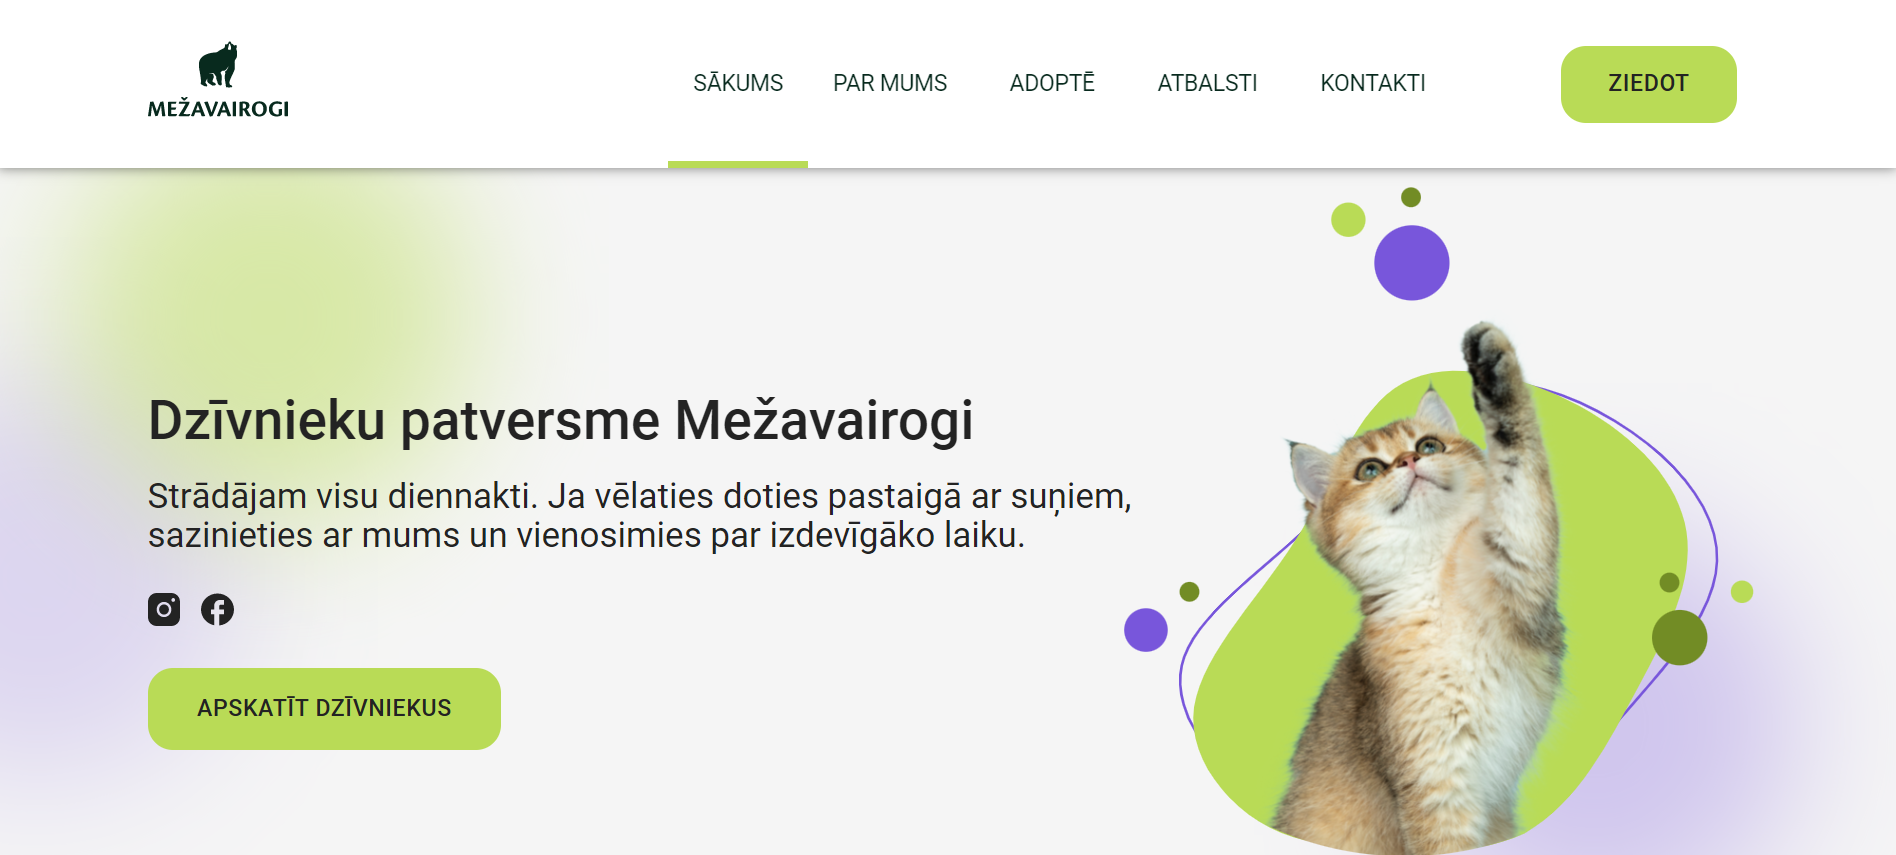 MEŽAVAIROGI
SĀKUMS PAR MUMS ADOPTĒ ATBALSTI KONTAKTI ZIEDOT
Dzīvnieku patversme Mežavairogi
Strādājam visu diennakti. Ja vēlaties doties pastaigā ar suņiem,
sazinieties ar mums un vienosimies par izdevīgāko laiku.
APSKATĪT DZĪVNIEKUS